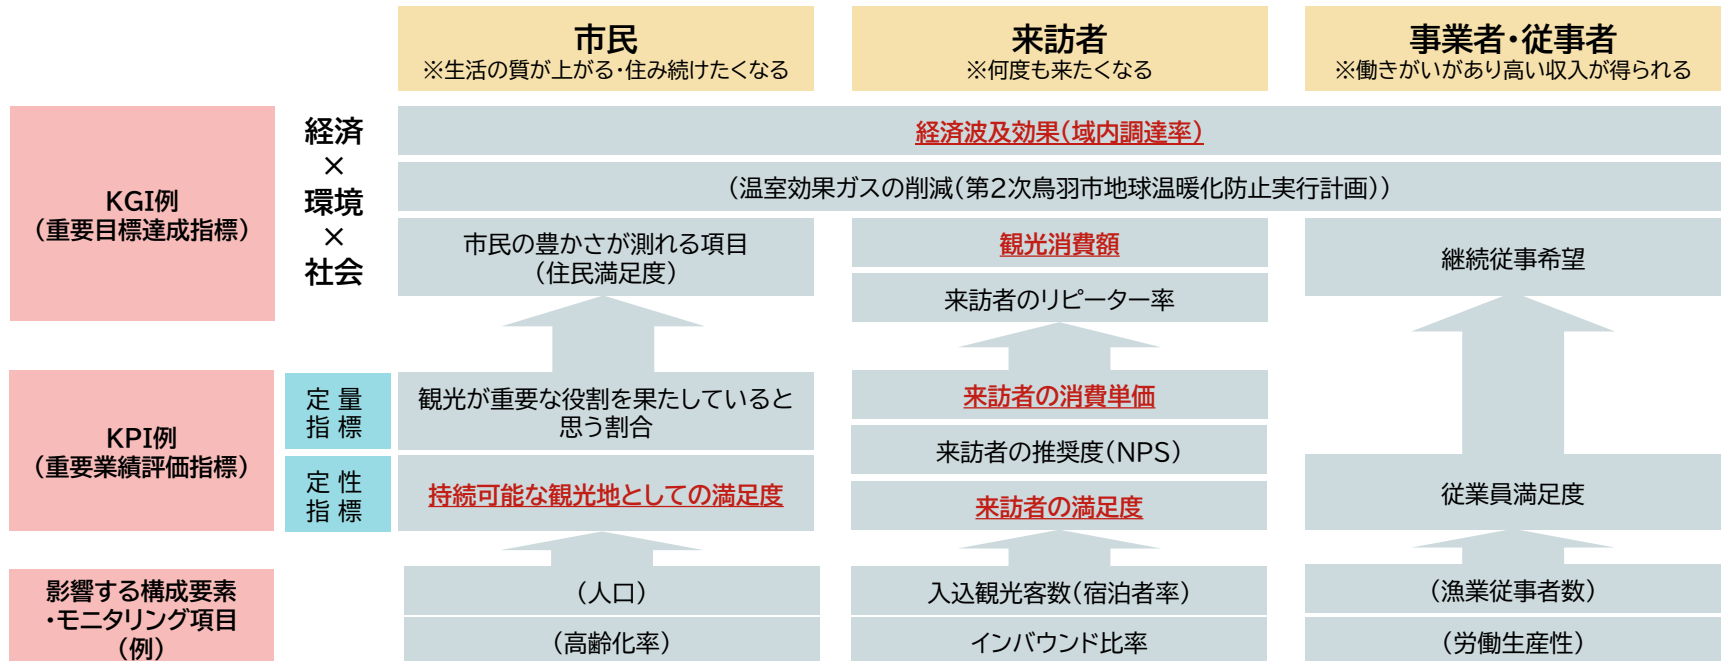 市民
※生活の質が上がる・住み続けたくなる
来訪者
※何度も来たくなる
事業者・従事者
※働きがいがあり高い収入が得られる
KGI例
（重要目標達成指標）
経済
×
環境
×
社会
経済波及効果（域内調達率）
（温室効果ガスの削減（第2次鳥羽市地球温暖化防止実行計画））
市民の豊かさが測れる項目
（住民満足度）
観光消費額
来訪者のリピーター率
継続従事希望
KPI例
（重要業績評価指標）
定 量
指 標
観光が重要な役割を果たしていると
思う割合
来訪者の消費単価
来訪者の推奨度（NPS）
定 性
指 標
持続可能な観光地としての満足度
来訪者の満足度
従業員満足度
影響する構成要素
・モニタリング項目
（例）
（人口）
（高齢化率）
入込観光客数（宿泊者率）
インバウンド比率
（漁業従事者数）
（労働生産性）